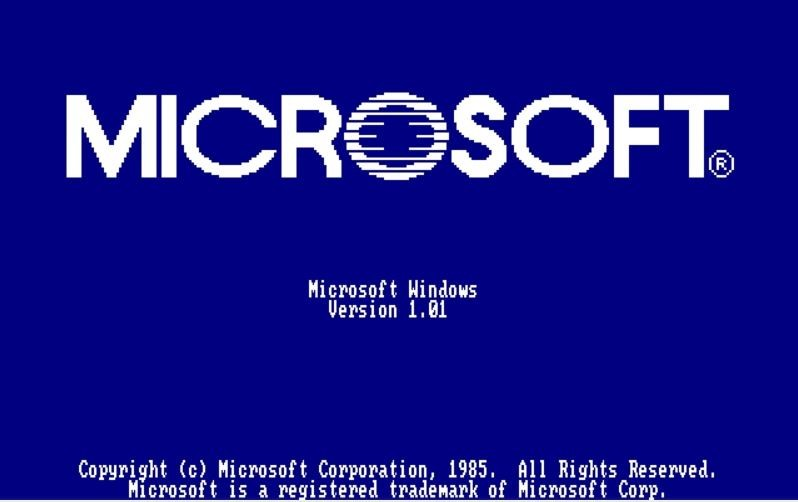 MICROSOFT®
Microsoft Windows
Version 1.01
Copyright (c) Microsoft Corporation, 1985. All Rights Reserved.
Microsoft is a registered trademark of Microsoft Corp.